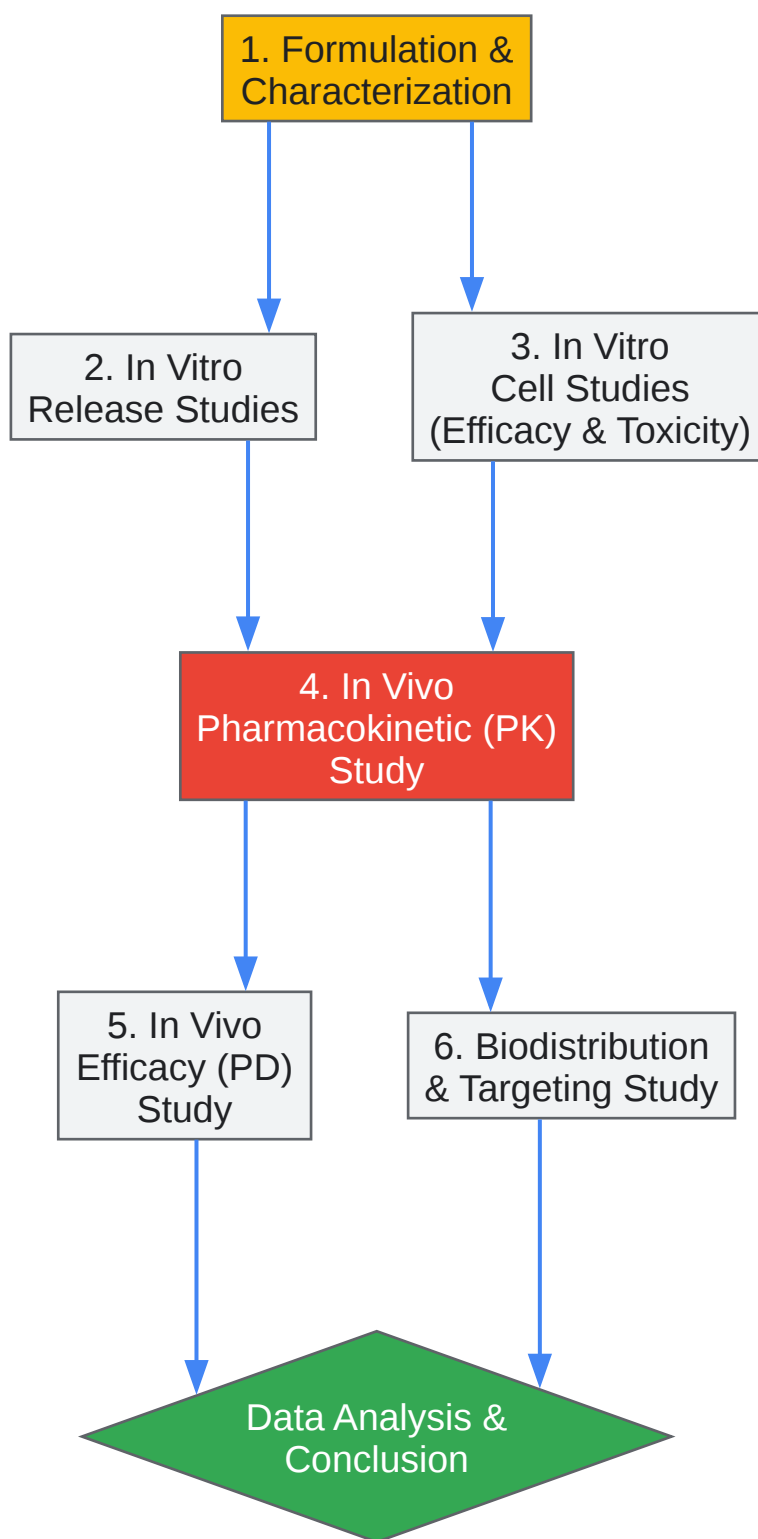 1. Formulation &
Characterization
2. In Vitro
Release Studies
3. In Vitro
Cell Studies
(Efficacy & Toxicity)
4. In Vivo
Pharmacokinetic (PK)
Study
5. In Vivo
Efficacy (PD)
Study
6. Biodistribution
& Targeting Study
Data Analysis &
Conclusion